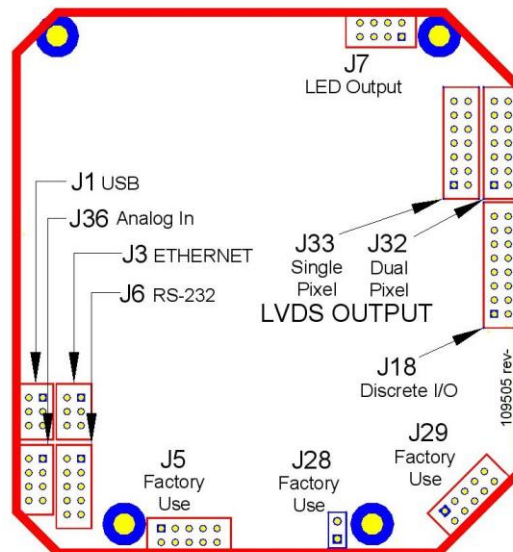 J7
LED Output
J1 USB
J36 Analog In
J3 ETHERNET
J6 RS-232
J33
Single
Pixel
J32
Dual
Pixel
LVDS OUTPUT
J18
Discrete I/O
109505 rev-
J29
Factory
Use
J5
Factory
Use
J28
Factory
Use